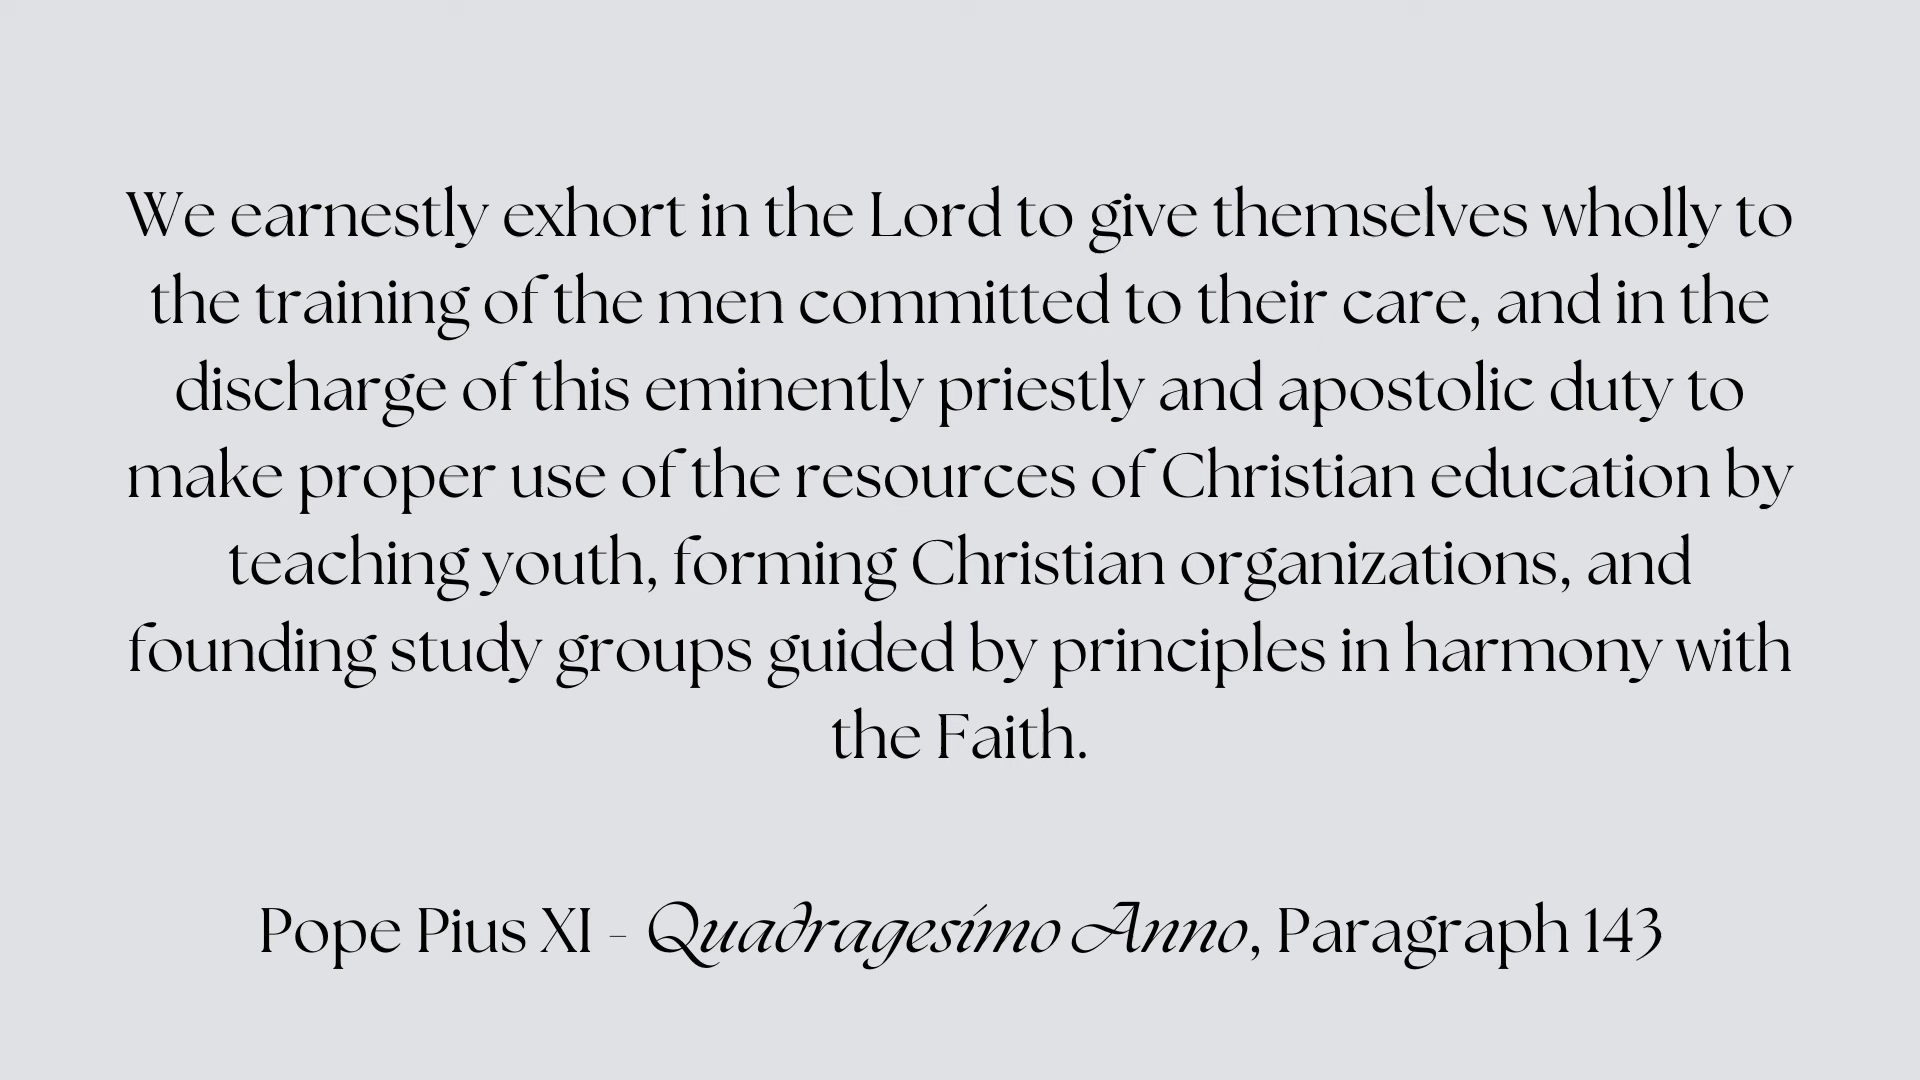 We earnestly exhort in the Lord to give themselves wholly to
the training of the men committed to their care, and in the
discharge of this eminently priestly and apostolic duty to
make proper use of the resources of Christian education by
teaching youth, forming Christian organizations, and
founding study groups guided by principles in harmony with
the Faith.
Pope Pius XI - Quadragesimo Anno, Paragraph 143